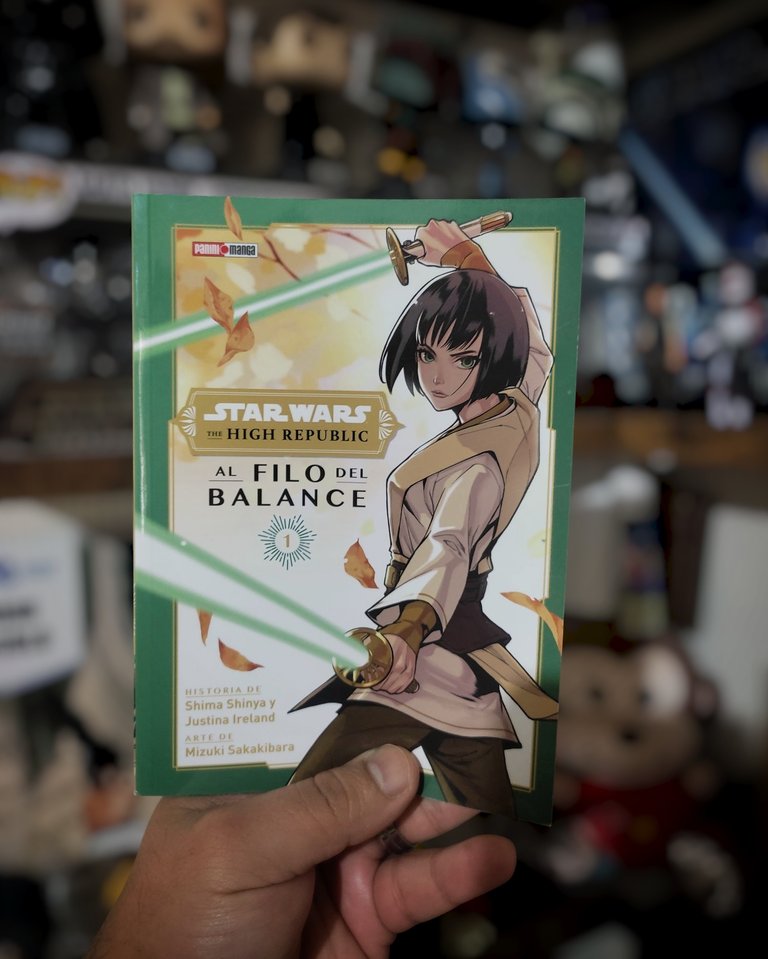 PANINI MANGA
STAR WARS
THE HIGH REPUBLIC
AL FILO DEL
BALANCE
1
HISTORIA DE
Shima Shinya y
Justina Ireland
ARTE DE
Mizuki Sakakibara